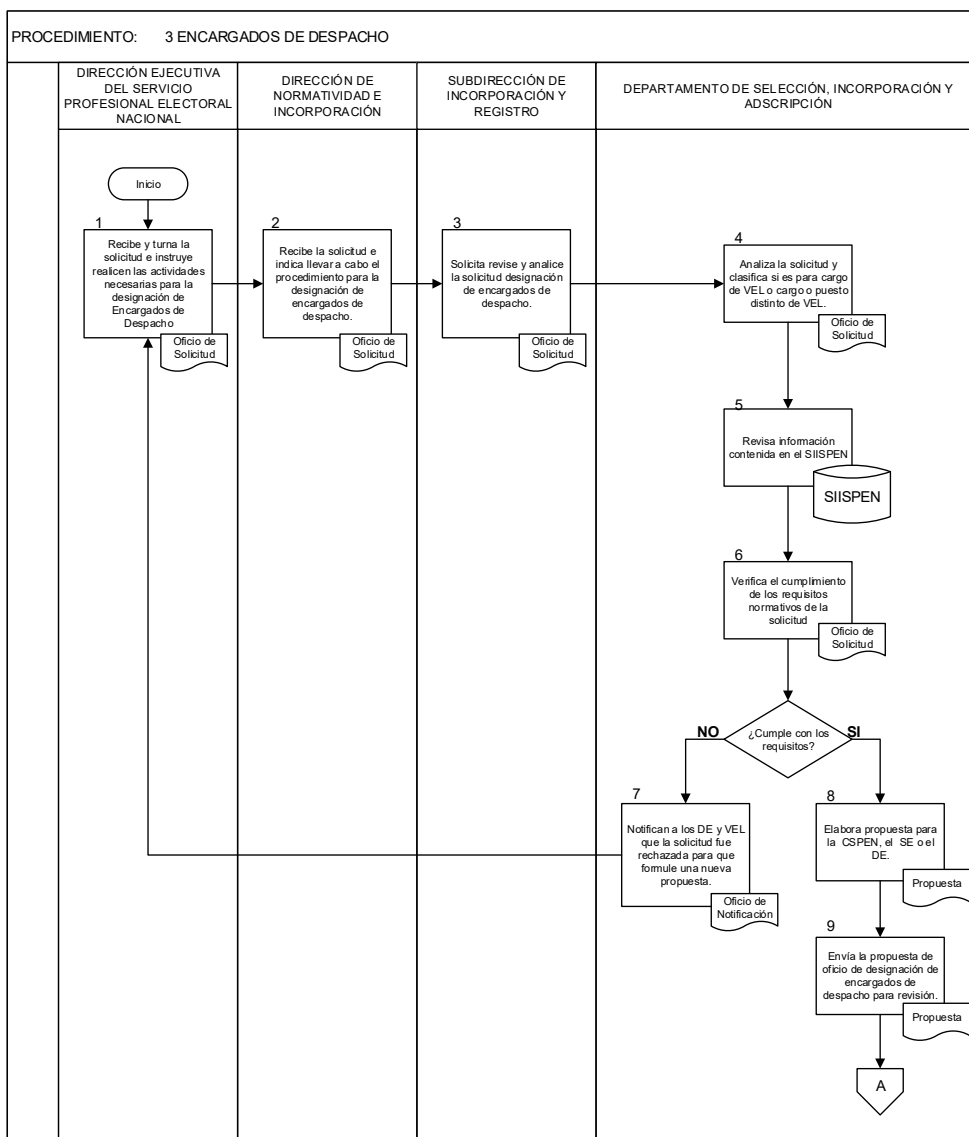 PROCEDIMIENTO: 3 ENCARGADOS DE DESPACHO
DIRECCIÓN EJECUTIVA
DEL SERVICIO
PROFESIONAL ELECTORAL
NACIONAL
DIRECCIÓN DE
NORMATIVIDAD E
INCORPORACIÓN
SUBDIRECCIÓN DE
INCORPORACIÓN Y
REGISTRO
DEPARTAMENTO DE SELECCIÓN, INCORPORACIÓN Y
ADSCRIPCIÓN
Inicio
1
Recibe y turna la
solicitud e instruye
realicen las actividades
necesarias para la
designación de
Encargados de
Despacho
Oficio de
Solicitud
2
Recibe la solicitud e
indica llevar a cabo el
procedimiento para la
designación de
encargados de
despacho.
Oficio de
Solicitud
3
Solicita revise y analice
la solicitud designación
de encargados de
despacho.
Oficio de
Solicitud
4
Analiza la solicitud y
clasifica si es para cargo
de VEL o cargo o puesto
distinto de VEL.
Oficio de
Solicitud
5
Revisa información
contenida en el SIISPEN
SIISPEN
6
Verifica el cumplimiento
de los requisitos
normativos de la
solicitud
Oficio de
Solicitud
¿Cumple con los
requisitos?
NO
SI
7
Notifican a los DE y VEL
que la solicitud fue
rechazada para que
formule una nueva
propuesta.
Oficio de
Notificación
8
Elabora propuesta para
la CSPEN, el SE o el
DE.
Propuesta
9
Envía la propuesta de
oficio de designación de
encargados de
despacho para revisión.
Propuesta
A